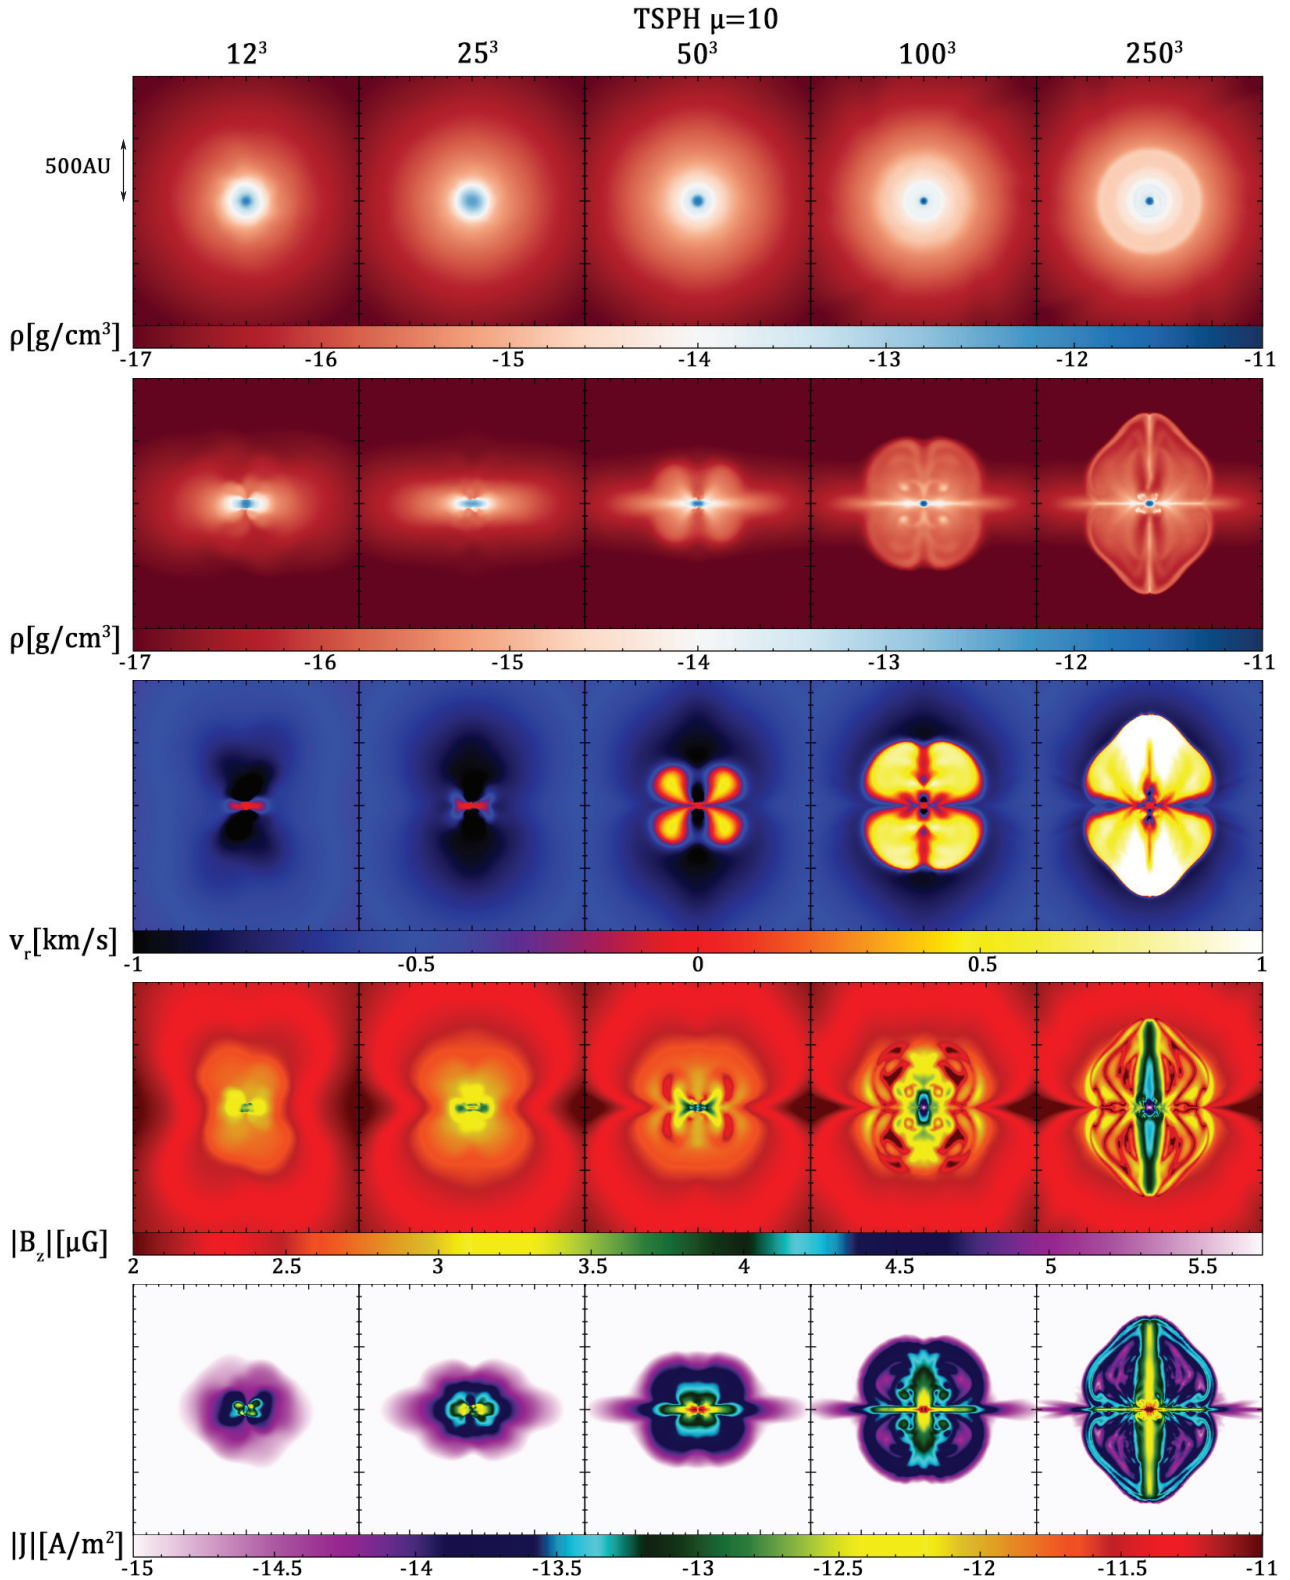 TSPH μ=10
12³ 25³ 50³ 100³ 250³
500AU
ρ[g/cm³]
-17 -16 -15 -14 -13 -12 -11
ρ[g/cm³]
-17 -16 -15 -14 -13 -12 -11
vᵣ[km/s]
-1 -0.5 0 0.5 1
|B_z|[μG]
2 2.5 3 3.5 4 4.5 5 5.5
|J|[A/m²]
-15 -14.5 -14 -13.5 -13 -12.5 -12 -11.5 -11